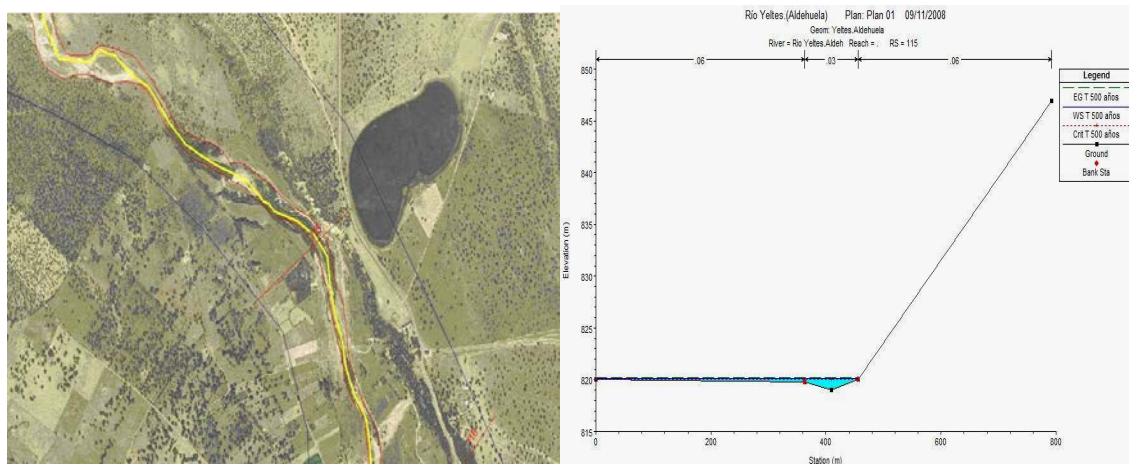 Río Yeltes.(Aldehuela) Plan: Plan 01 09/11/2008
Geom: Yeltes.Aldehuela
River = Rio Yeltes.Aldeh Reach = . RS = 115
.06 .03 .06
Legend
EG T 500 años
WS T 500 años
Crit T 500 años
Ground
Bank Sta
Elevation (m)
850
845
840
835
830
825
820
815
0 200 400 600 800
Station (m)